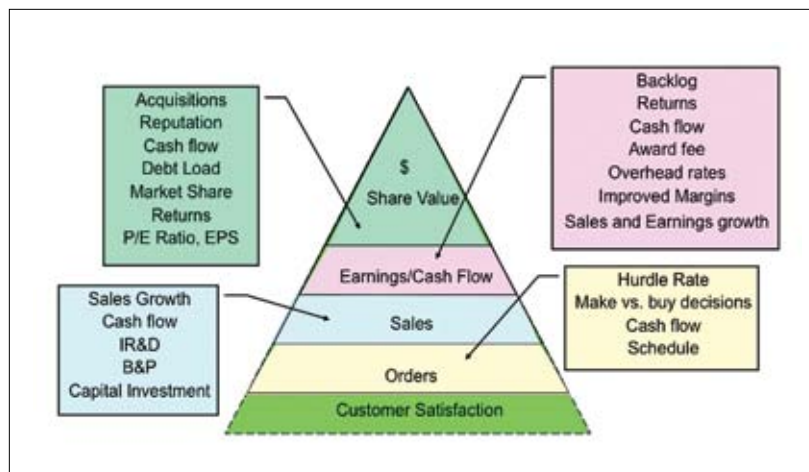 Acquisitions
Reputation
Cash flow
Debt Load
Market Share
Returns
P/E Ratio, EPS
Backlog
Returns
Cash flow
Award fee
Overhead rates
Improved Margins
Sales and Earnings growth
$
Share Value
Earnings/Cash Flow
Sales
Orders
Customer Satisfaction
Sales Growth
Cash flow
IR&D
B&P
Capital Investment
Hurdle Rate
Make vs. buy decisions
Cash flow
Schedule